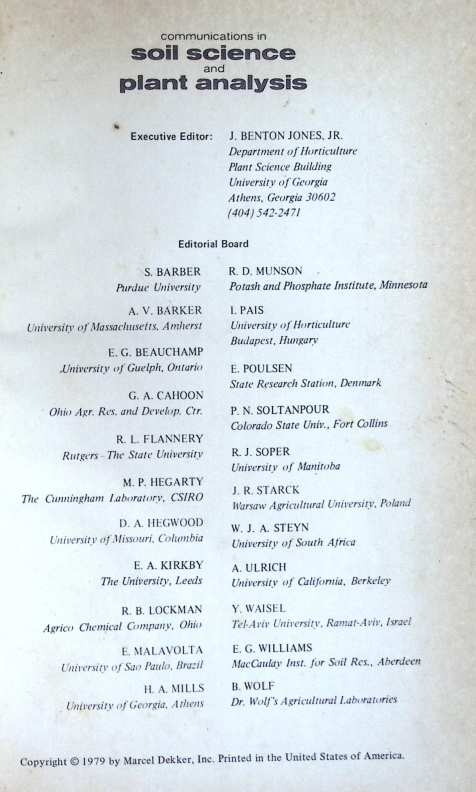 communications in
soil science
and
plant analysis
Executive Editor: J. BENTON JONES, JR.
Department of Horticulture
Plant Science Building
University of Georgia
Athens, Georgia 30602
(404) 542-2471
Editorial Board
S. BARBER
Purdue University
A. V. BARKER
University of Massachusetts, Amherst
E. G. BEAUCHAMP
University of Guelph, Ontario
G. A. CAHOON
Ohio Agr. Res. and Develop. Ctr.
R. L. FLANNERY
Rutgers - The State University
M. P. HEGARTY
The Cunningham Laboratory, CSIRO
D. A. HEGWOOD
University of Missouri, Columbia
E. A. KIRKBY
The University, Leeds
R. B. LOCKMAN
Agrico Chemical Company, Ohio
E. MALAVOLTA
University of Sao Paulo, Brazil
H. A. MILLS
University of Georgia, Athens
R. D. MUNSON
Potash and Phosphate Institute, Minnesota
I. PAIS
University of Horticulture
Budapest, Hungary
E. POULSEN
State Research Station, Denmark
P. N. SOLTANPOUR
Colorado State Univ., Fort Collins
R. J. SOPER
University of Manitoba
J. R. STARCK
Warsaw Agricultural University, Poland
W. J. A. STEYN
University of South Africa
A. ULRICH
University of California, Berkeley
Y. WAISEL
Tel-Aviv University, Ramat-Aviv, Israel
E. G. WILLIAMS
MacCaulay Inst. for Soil Res., Aberdeen
B. WOLF
Dr. Wolf's Agricultural Laboratories
Copyright © 1979 by Marcel Dekker, Inc. Printed in the United States of America.